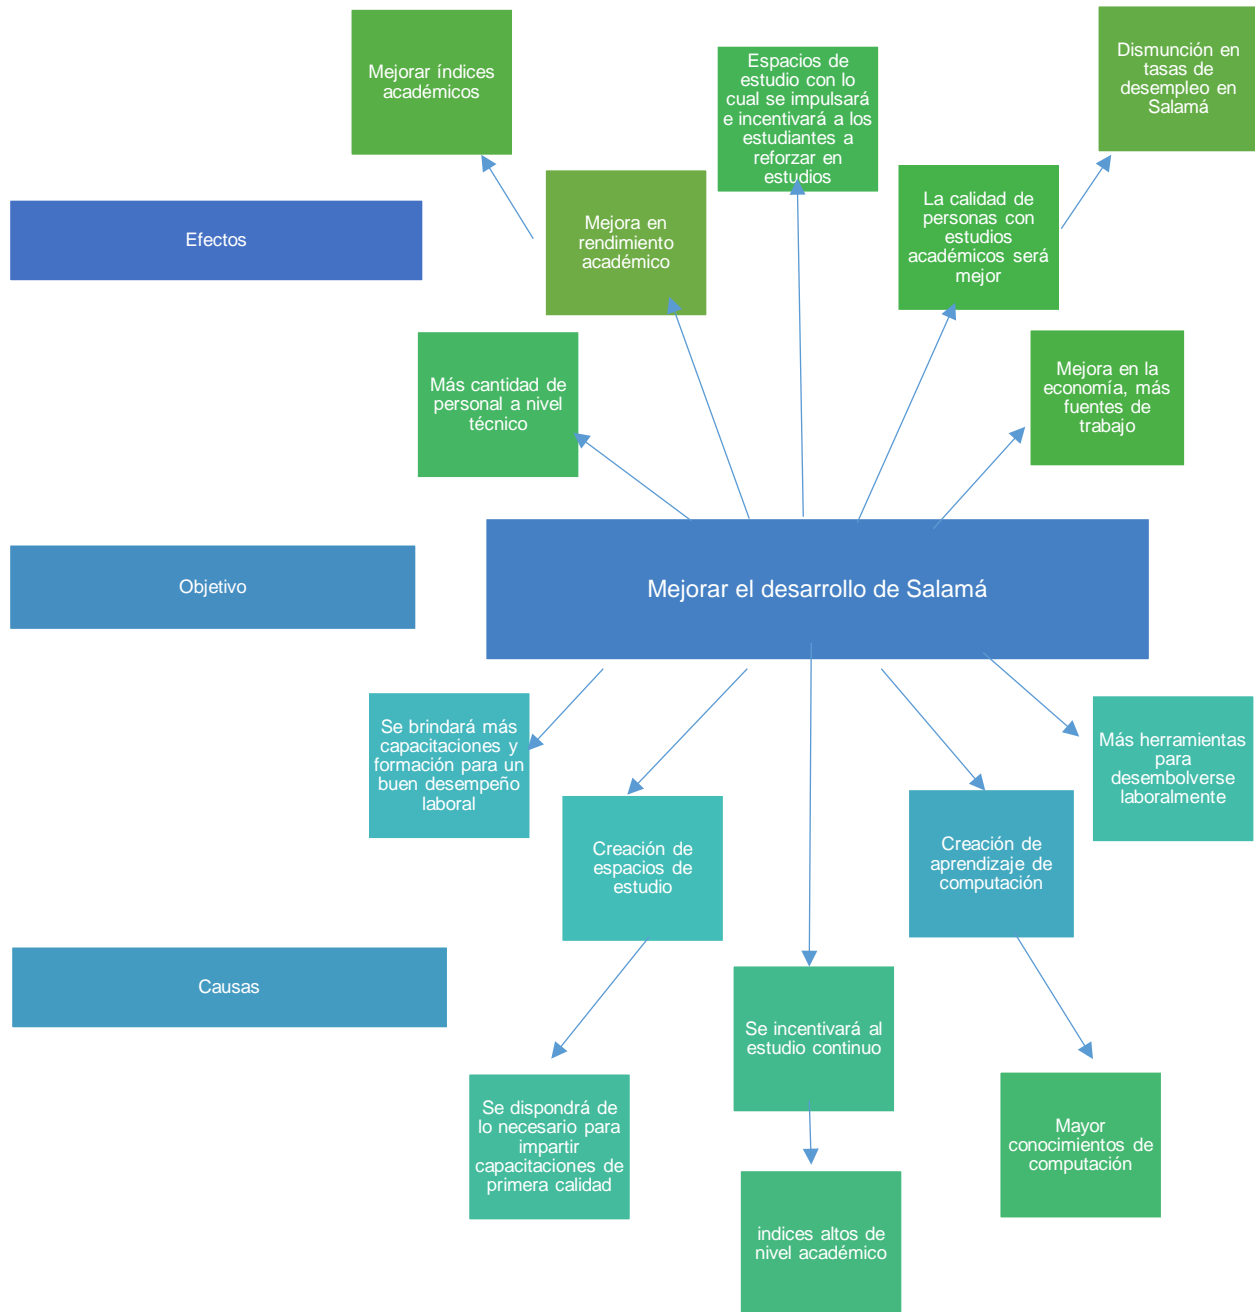 Mejorar índices
académicos
Espacios de
estudio con lo
cual se impulsará
e incentivará a los
estudiantes a
reforzar en
estudios
Dismunción en
tasas de
desempleo en
Salamá
Efectos
Mejora en
rendimiento
académico
La calidad de
personas con
estudios
académicos será
mejor
Más cantidad de
personal a nivel
técnico
Mejora en la
economía, más
fuentes de
trabajo
Objetivo
Mejorar el desarrollo de Salamá
Se brindará más
capacitaciones y
formación para un
buen desempeño
laboral
Más herramientas
para
desembolverse
laboralmente
Creación de
espacios de
estudio
Creación de
aprendizaje de
computación
Causas
Se incentivará al
estudio continuo
Se dispondrá de
lo necesario para
impartir
capacitaciones de
primera calidad
Mayor
conocimientos de
computación
indices altos de
nivel académico